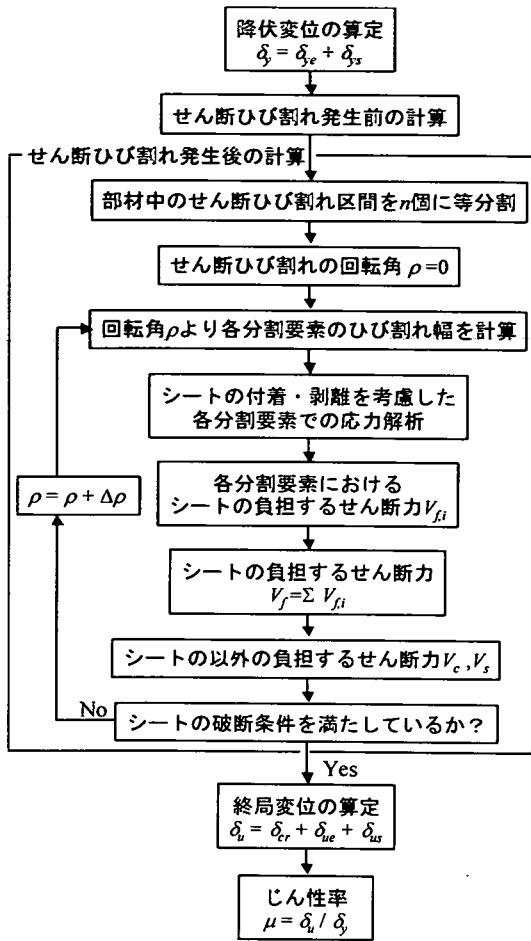 降伏変位の算定
δy = δye + δys
せん断ひび割れ発生前の計算
せん断ひび割れ発生後の計算
部材中のせん断ひび割れ区間をn個に等分割
せん断ひび割れの回転角 ρ=0
回転角ρより各分割要素のひび割れ幅を計算
シートの付着・剥離を考慮した
各分割要素での応力解析
ρ = ρ + Δρ
各分割要素における
シートの負担するせん断力Vf,i
シートの負担するせん断力
Vf=Σ Vf,i
シートの以外の負担するせん断力Vc ,Vs
No
シートの破断条件を満たしているか？
Yes
終局変位の算定
δu = δcr + δue + δus
じん性率
μ = δu / δy